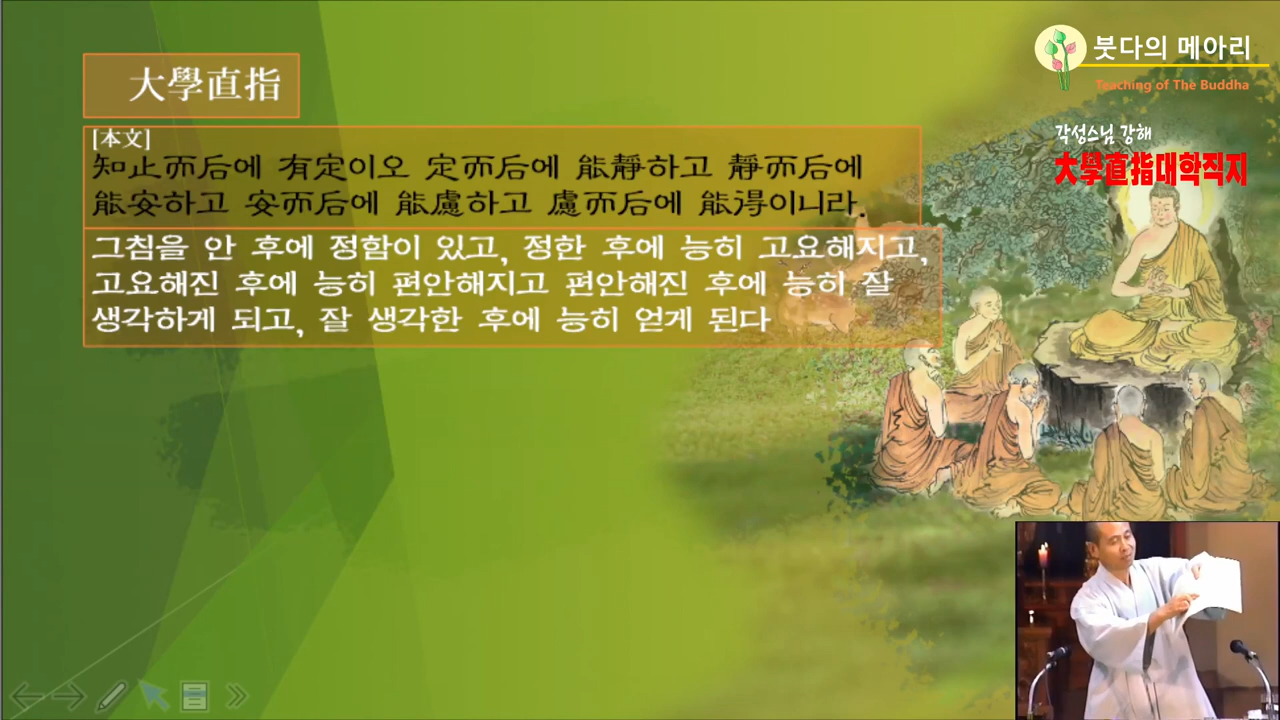 大學直指
[本文]
知止而后에 有定이오 定而后에 能靜하고 靜而后에
能安하고 安而后에 能慮하고 慮而后에 能得이니라.
그침을 안 후에 정함이 있고, 정한 후에 능히 고요해지고,
고요해진 후에 능히 편안해지고 편안해진 후에 능히 잘
생각하게 되고, 잘 생각한 후에 능히 얻게 된다
붓다의 메아리
Teaching of The Buddha
각성스님 강해
大學直指대학직지